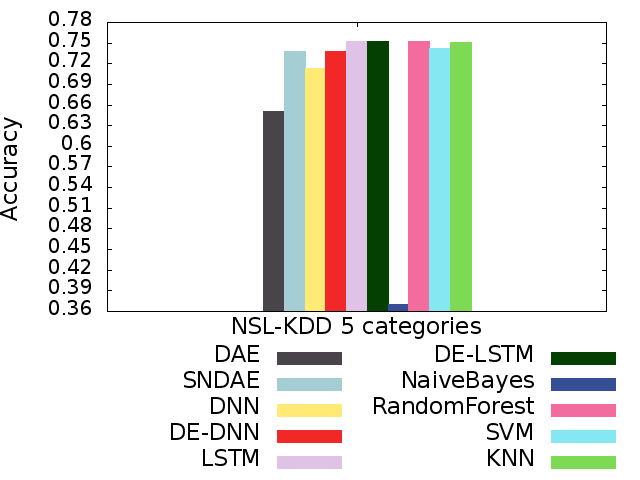 0.78
0.75
0.72
0.69
0.66
0.63
0.6
0.57
0.54
0.51
0.48
0.45
0.42
0.39
0.36
Accuracy
NSL-KDD 5 categories
DAE
SNDAE
DNN
DE-DNN
LSTM
DE-LSTM
NaiveBayes
RandomForest
SVM
KNN